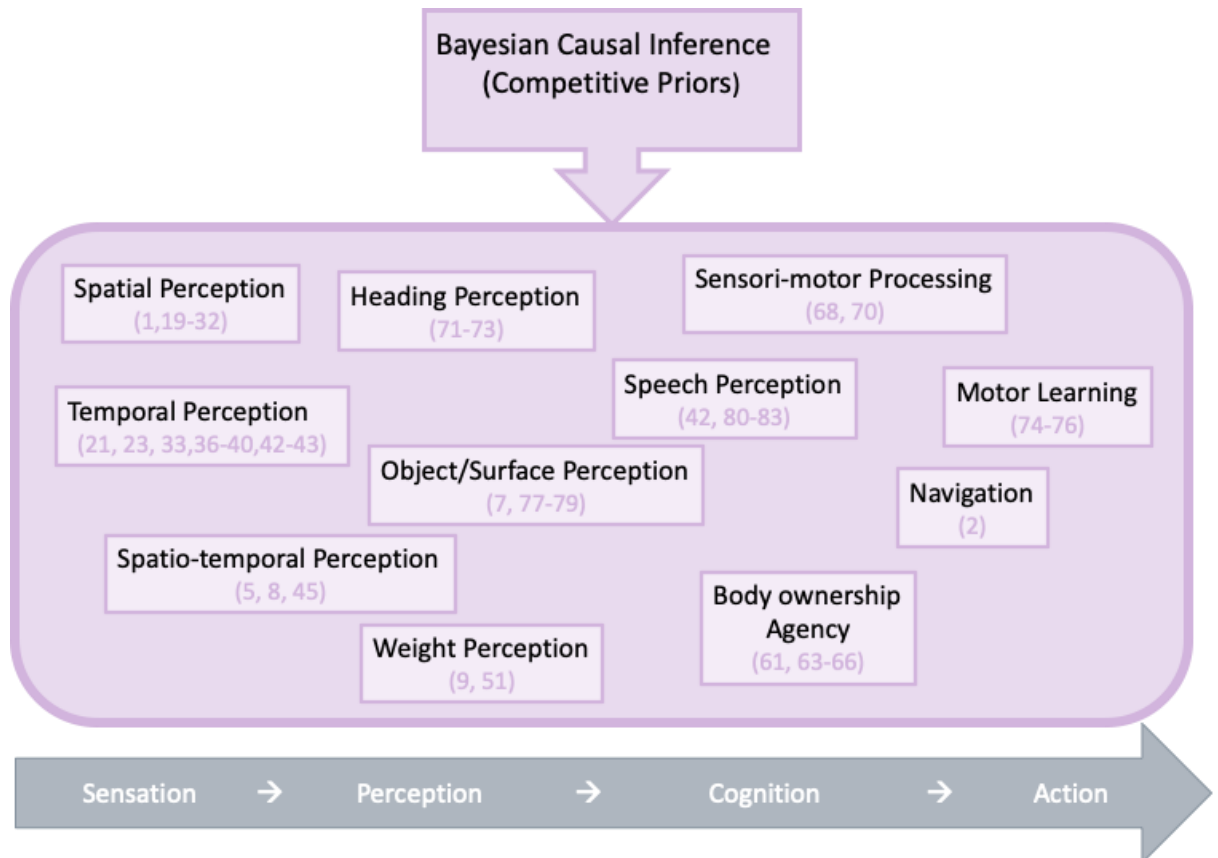 Bayesian Causal Inference
(Competitive Priors)
Spatial Perception
(1,19-32)
Heading Perception
(71-73)
Sensori-motor Processing
(68, 70)
Temporal Perception
(21, 23, 33,36-40,42-43)
Speech Perception
(42, 80-83)
Motor Learning
(74-76)
Object/Surface Perception
(7, 77-79)
Navigation
(2)
Spatio-temporal Perception
(5, 8, 45)
Body ownership
Agency
(61, 63-66)
Weight Perception
(9, 51)
Sensation → Perception → Cognition → Action